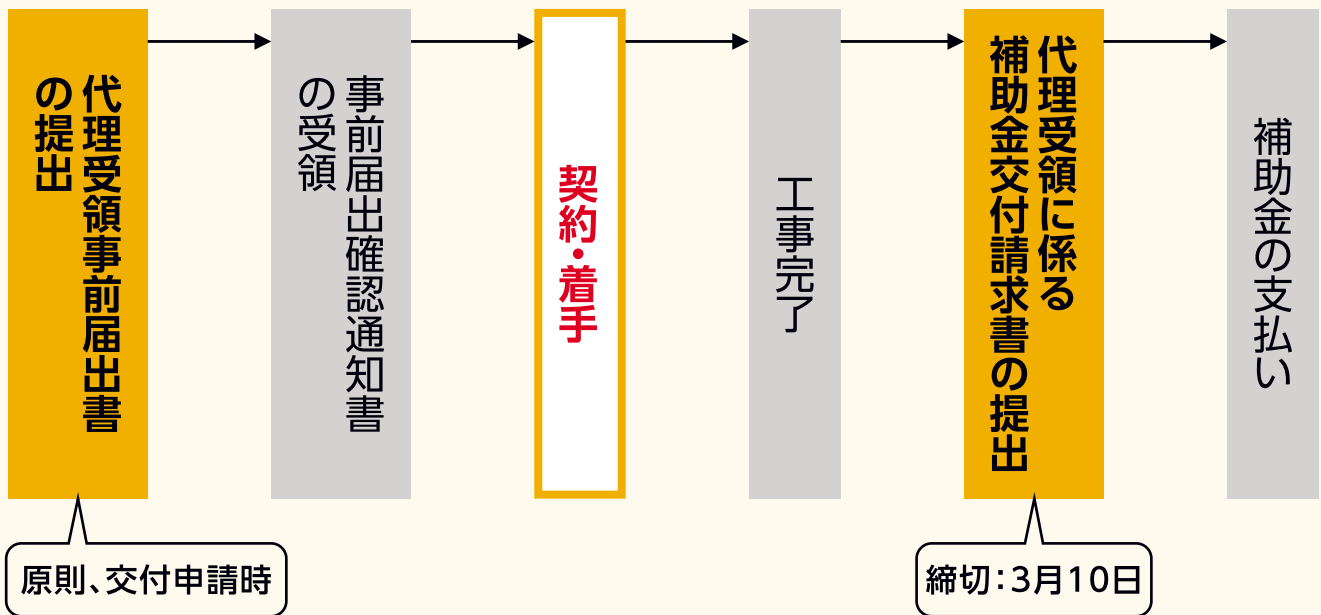 代理受領事前届出書
の提出
事前届出確認通知書
の受領
契約・着手
工事完了
代理受領に係る
補助金交付請求書の提出
補助金の支払い
原則、交付申請時
締切：3月10日